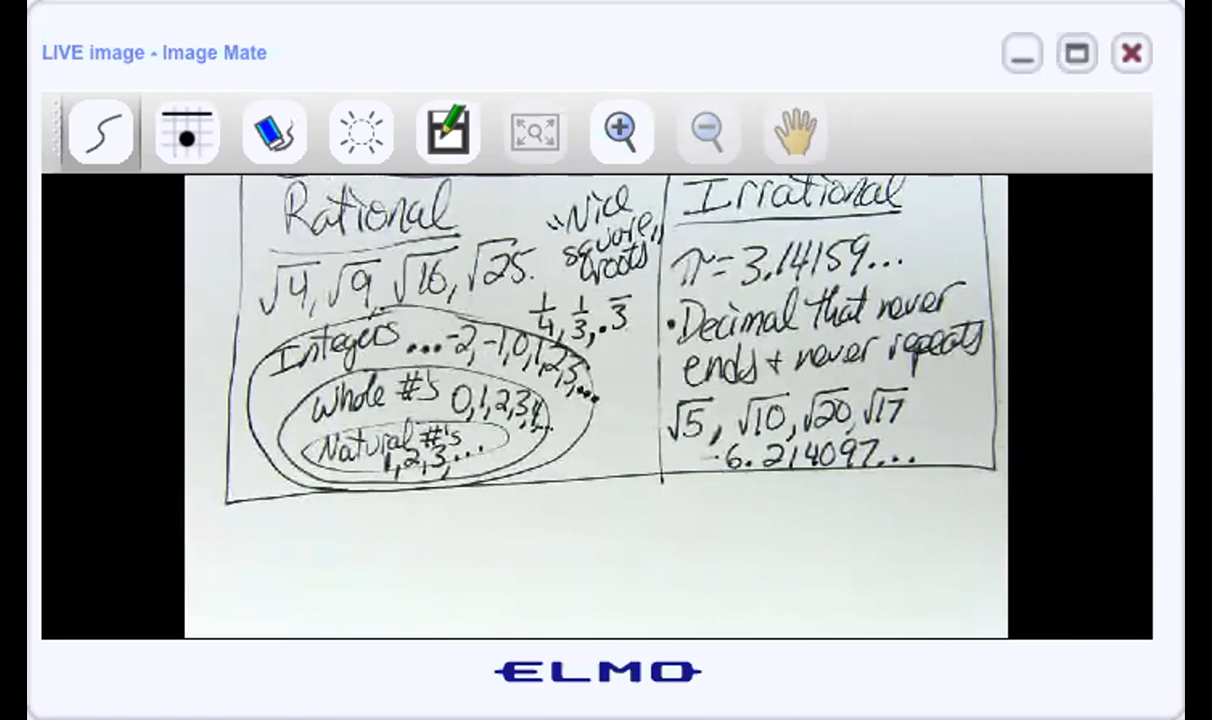 LIVE image - Image Mate
Rational
"Nice
square
roots"
√4, √9, √16, √25.
1/4, 1/3, .3̅
Integers ...-2,-1,0,1,2,3,...
Whole #'s 0,1,2,3,4,...
Natural #'s
1,2,3,...
Irrational
π=3.14159...
•Decimal that never
ends + never repeats
√5, √10, √20, √17
-6.214097...
ELMO